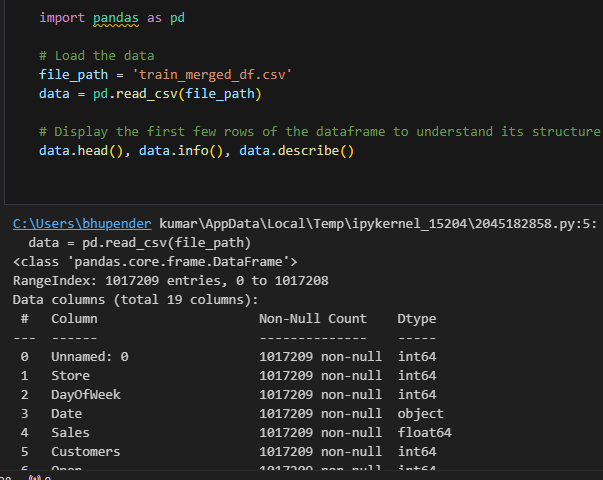 import pandas as pd
# Load the data
file_path = 'train_merged_df.csv'
data = pd.read_csv(file_path)
# Display the first few rows of the dataframe to understand its structure
data.head(), data.info(), data.describe()
C:\Users\bhupender kumar\AppData\Local\Temp\ipykernel_15204\2045182858.py:5:
data = pd.read_csv(file_path)
<class 'pandas.core.frame.DataFrame'>
RangeIndex: 1017209 entries, 0 to 1017208
Data columns (total 19 columns):
# Column Non-Null Count Dtype
--- ------ -------------- -----
0 Unnamed: 0 1017209 non-null int64
1 Store 1017209 non-null int64
2 DayOfWeek 1017209 non-null int64
3 Date 1017209 non-null object
4 Sales 1017209 non-null float64
5 Customers 1017209 non-null int64
6 Open 1017209 non-null int64